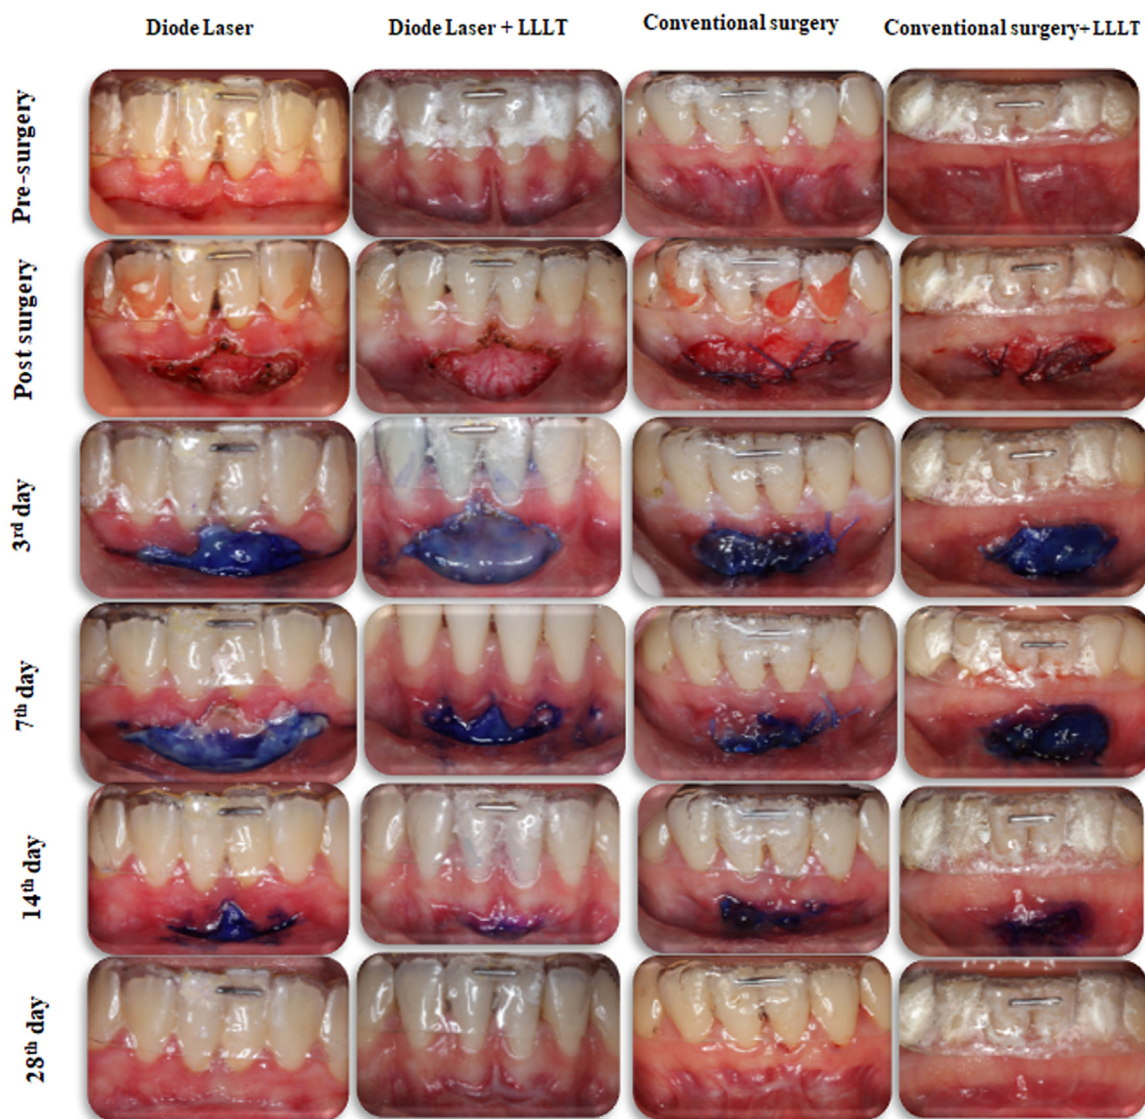 Diode Laser
Diode Laser + LLLT
Conventional surgery
Conventional surgery+LLLT
Pre-surgery
Post surgery
3rd day
7th day
14th day
28th day